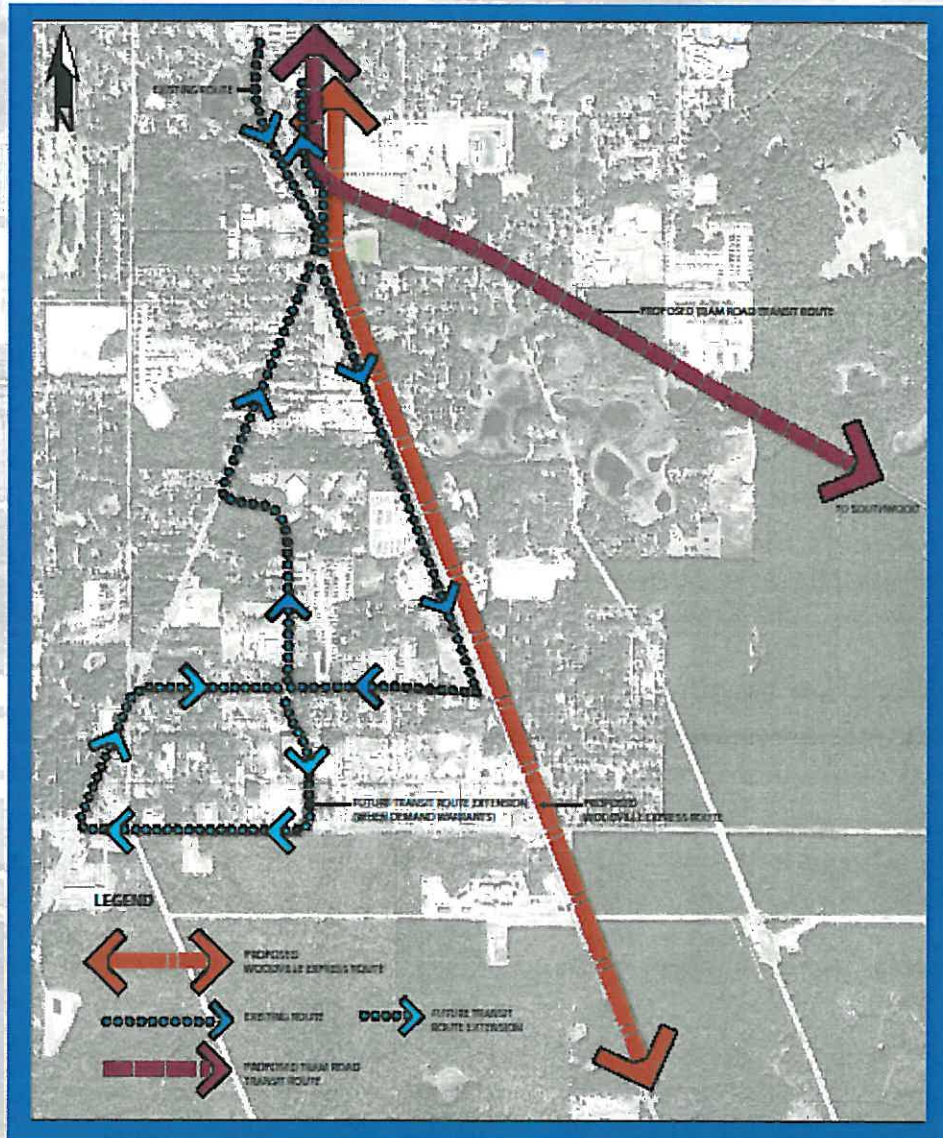 EXISTING ROUTE
PROPOSED TRAM ROAD TRANSIT ROUTE
TO SOUTHWOOD
FUTURE TRANSIT ROUTE EXTENSION
(WHEN DEMAND WARRANTS)
PROPOSED
WOODVILLE EXPRESS ROUTE
LEGEND
PROPOSED
WOODVILLE EXPRESS ROUTE
EXISTING ROUTE
FUTURE TRANSIT
ROUTE EXTENSION
PROPOSED TRAM ROAD
TRANSIT ROUTE